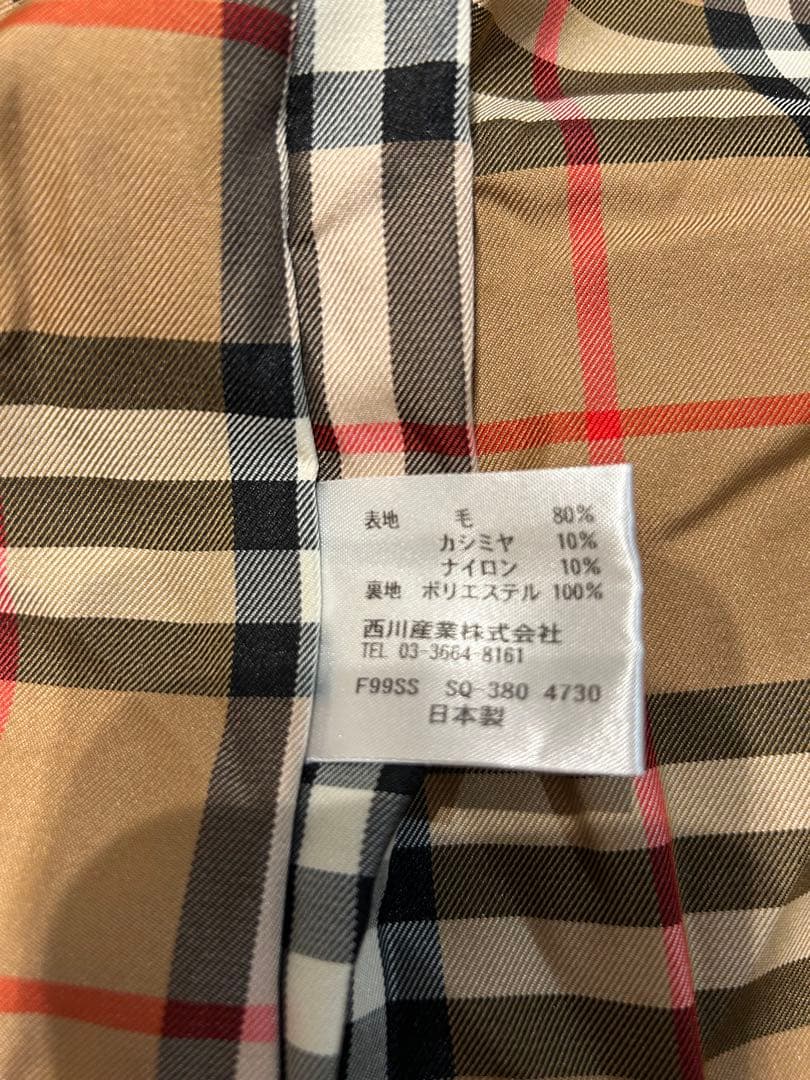 表地 毛 80%
カシミヤ 10%
ナイロン 10%
裏地 ポリエステル 100%
西川産業株式会社
TEL 03-3664-8161
F99SS SQ-380 4730
日本製